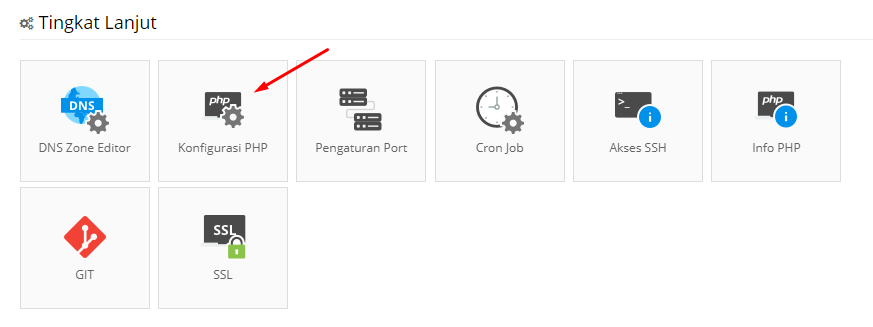 Tingkat Lanjut
DNS
php
>_
i
php
i
DNS Zone Editor
Konfigurasi PHP
Pengaturan Port
Cron Job
Akses SSH
Info PHP
SSL
GIT
SSL